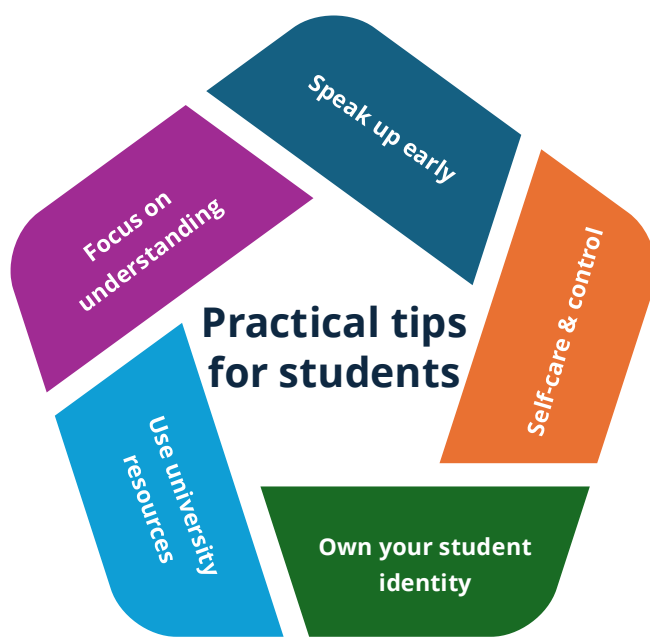 Speak up early
Self-care & control
Own your student
identity
Use university
resources
Focus on
understanding
Practical tips
for students